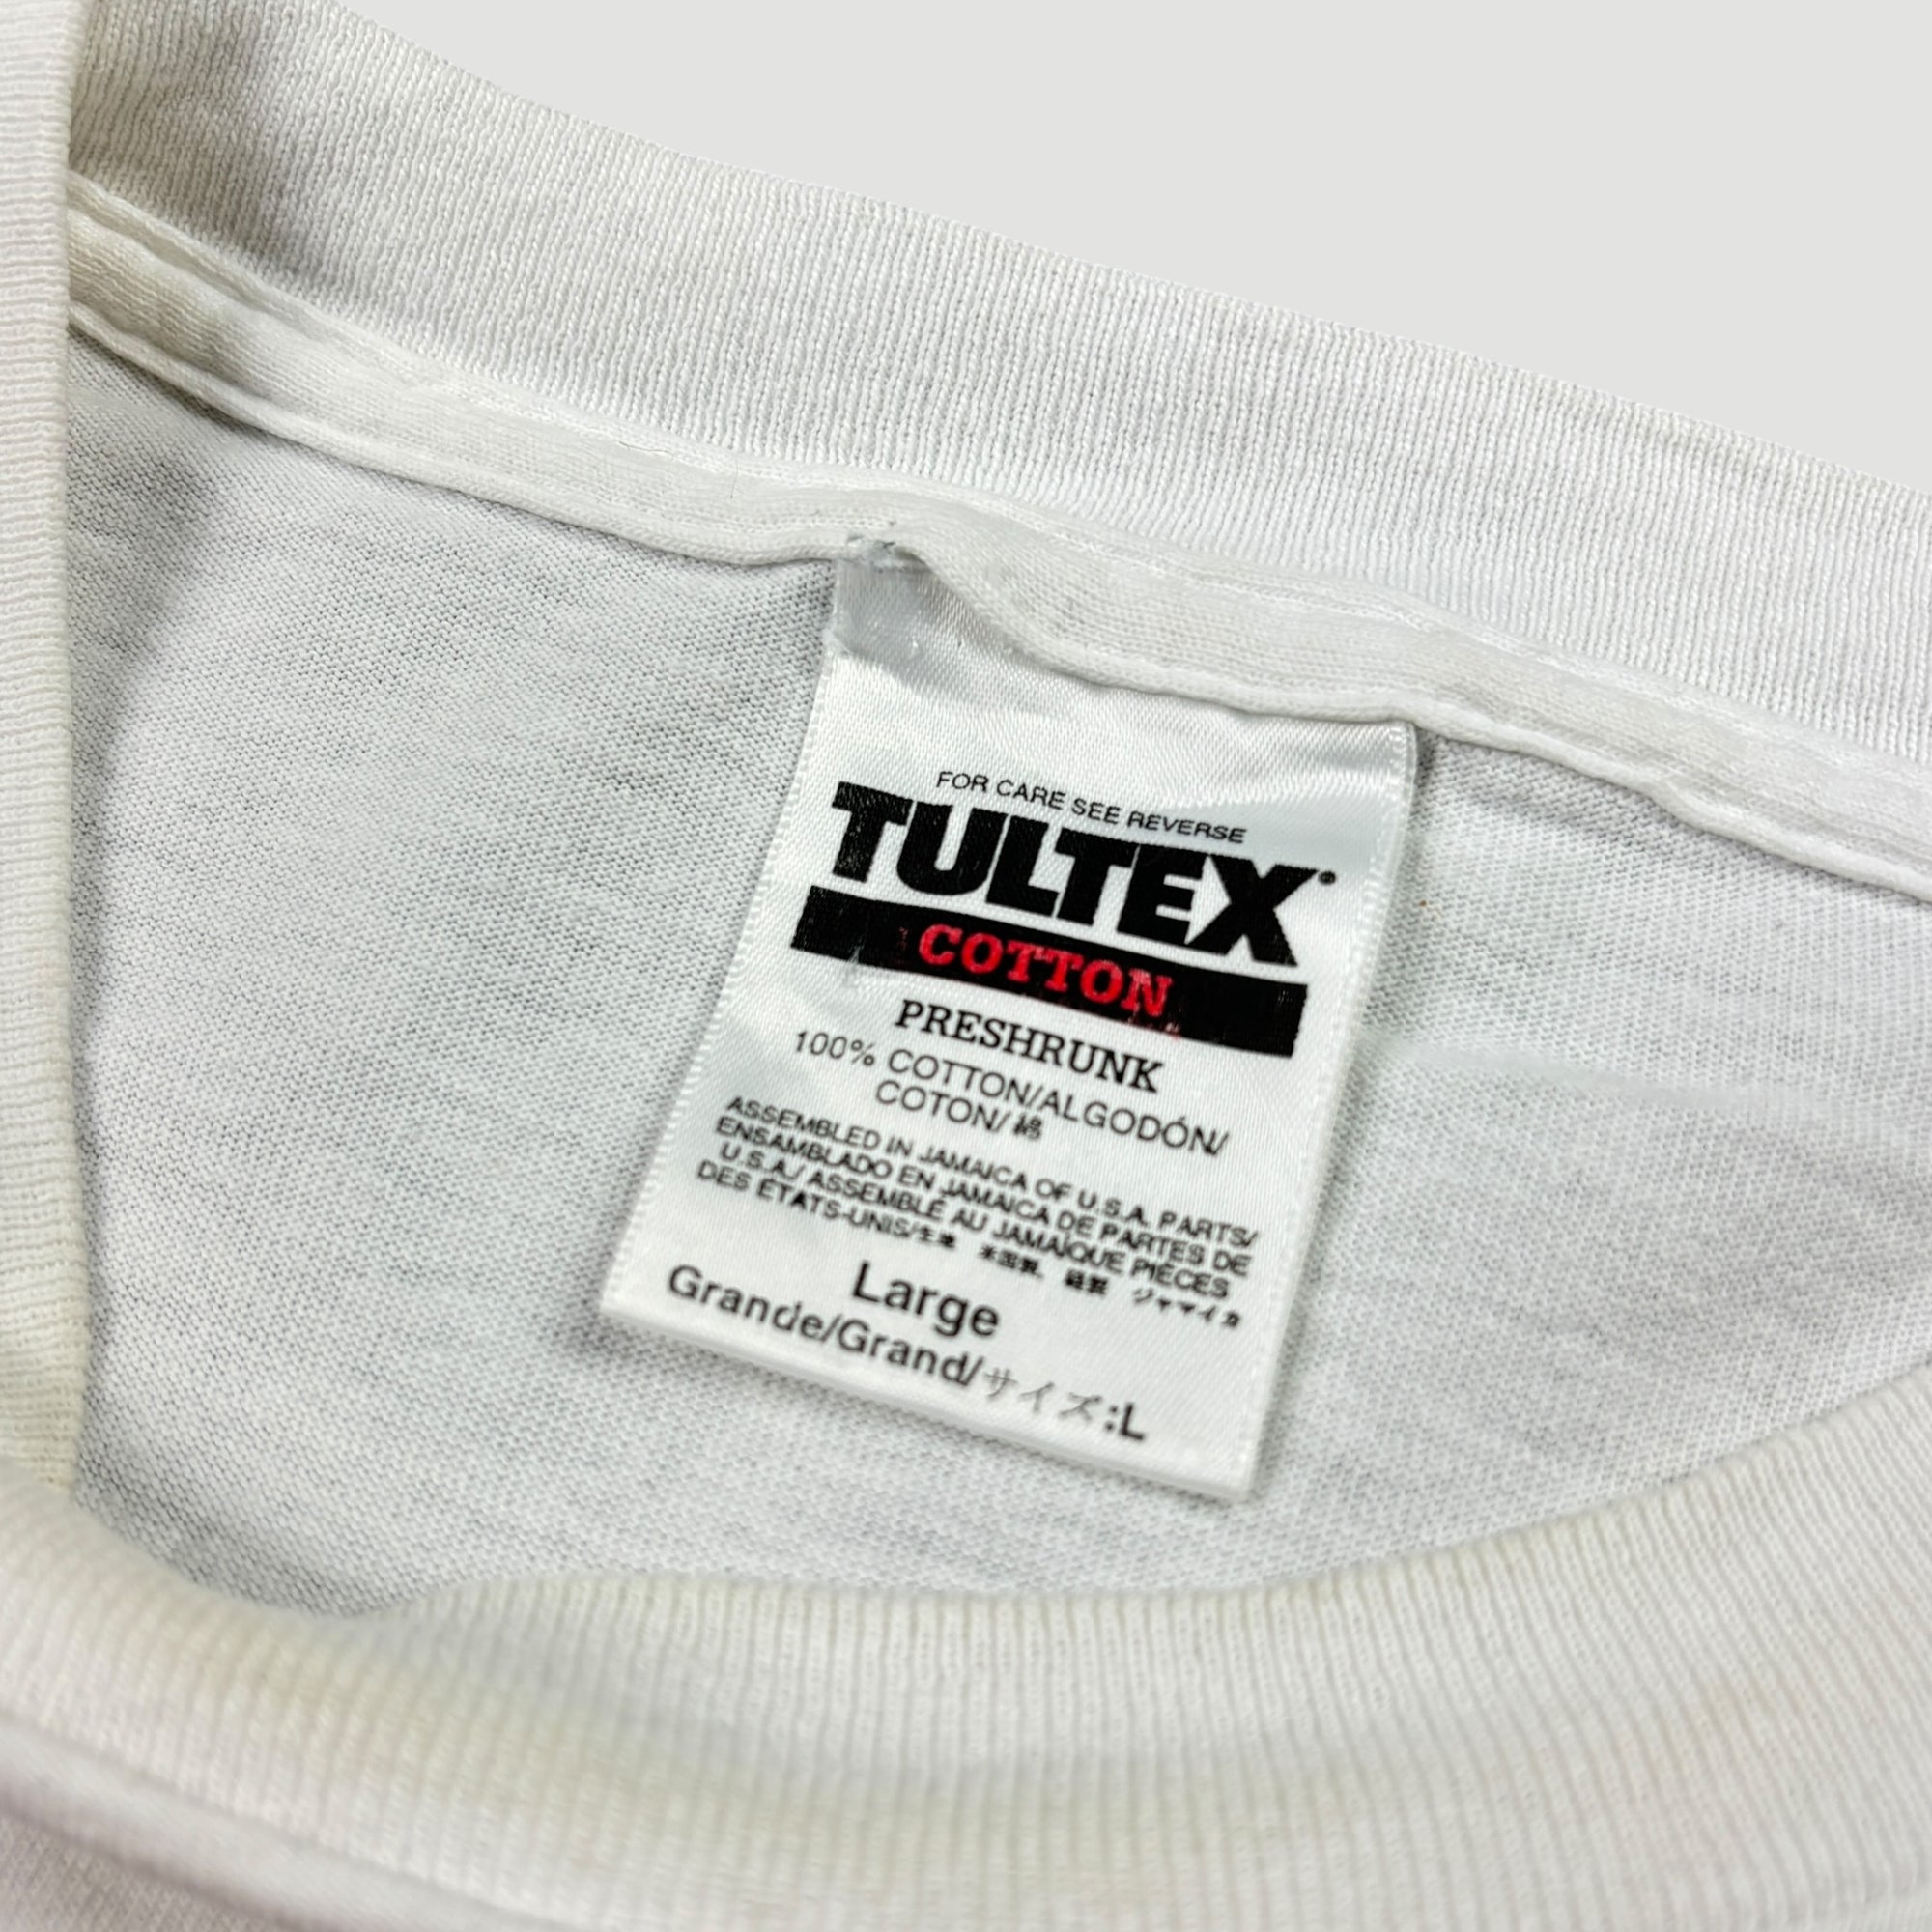 FOR CARE SEE REVERSE
TULTEX
COTTON
PRESHRUNK
100% COTTON/ALGODÓN/
COTON/綿
ASSEMBLED IN JAMAICA OF U.S.A. PARTS/
ENSAMBLADO EN JAMAICA DE PARTES DE
U.S.A./ ASSEMBLÉ AU JAMAÏQUE PIÈCES
DES ÉTATS-UNIS/生地 米国製、縫製 ジャマイカ
Large
Grande/Grand/サイズ:L